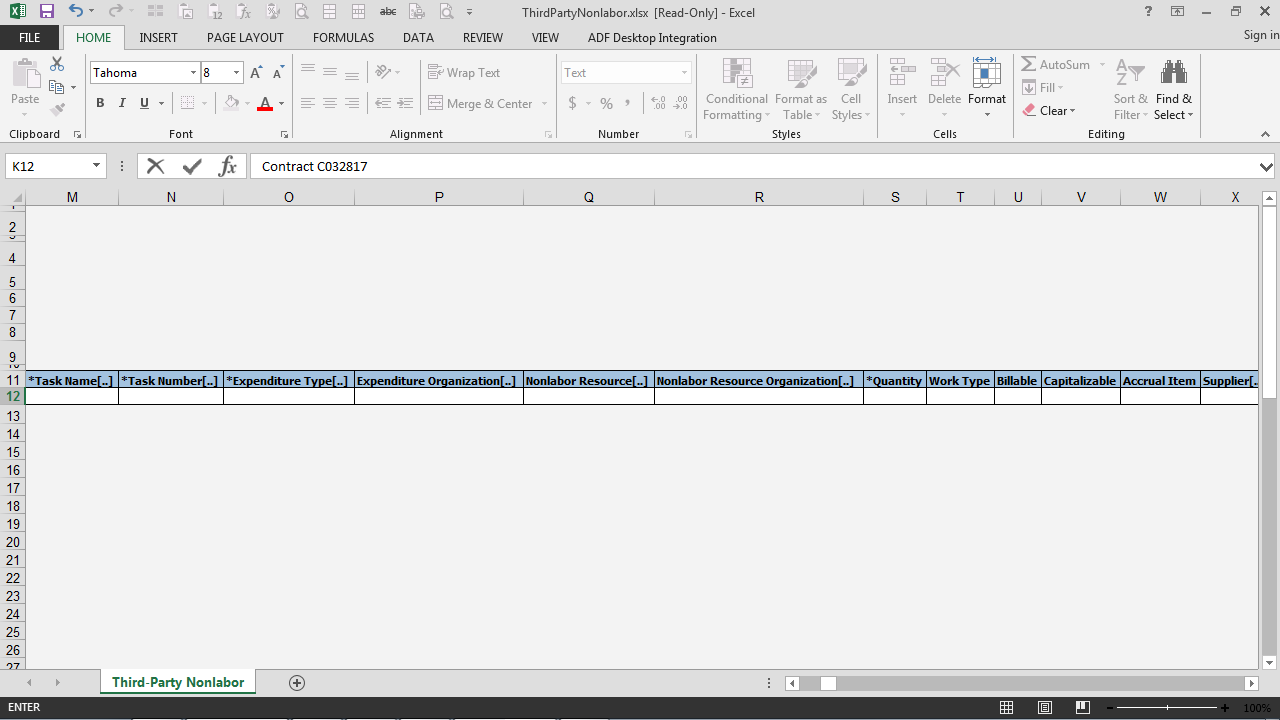 ThirdPartyNonlabor.xlsx [Read-Only] - Excel
FILE HOME INSERT PAGE LAYOUT FORMULAS DATA REVIEW VIEW ADF Desktop Integration Sign in
Paste
Clipboard
Tahoma 8
B I U A
Font
Wrap Text
Merge & Center
Alignment
Text
$ % ,
Number
Conditional Formatting
Format as Table
Cell Styles
Styles
Insert
Delete
Format
Cells
AutoSum
Fill
Clear
Sort & Filter
Find & Select
Editing
K12 fx Contract C032817
M N O P Q R S T U V W X
2
4
5
6
7
8
9
11 *Task Name[..] *Task Number[..] *Expenditure Type[..] Expenditure Organization[..] Nonlabor Resource[..] Nonlabor Resource Organization[..] *Quantity Work Type Billable Capitalizable Accrual Item Supplier[..
12
13
14
15
16
17
18
19
20
21
22
23
24
25
26
27
Third-Party Nonlabor
ENTER 100%